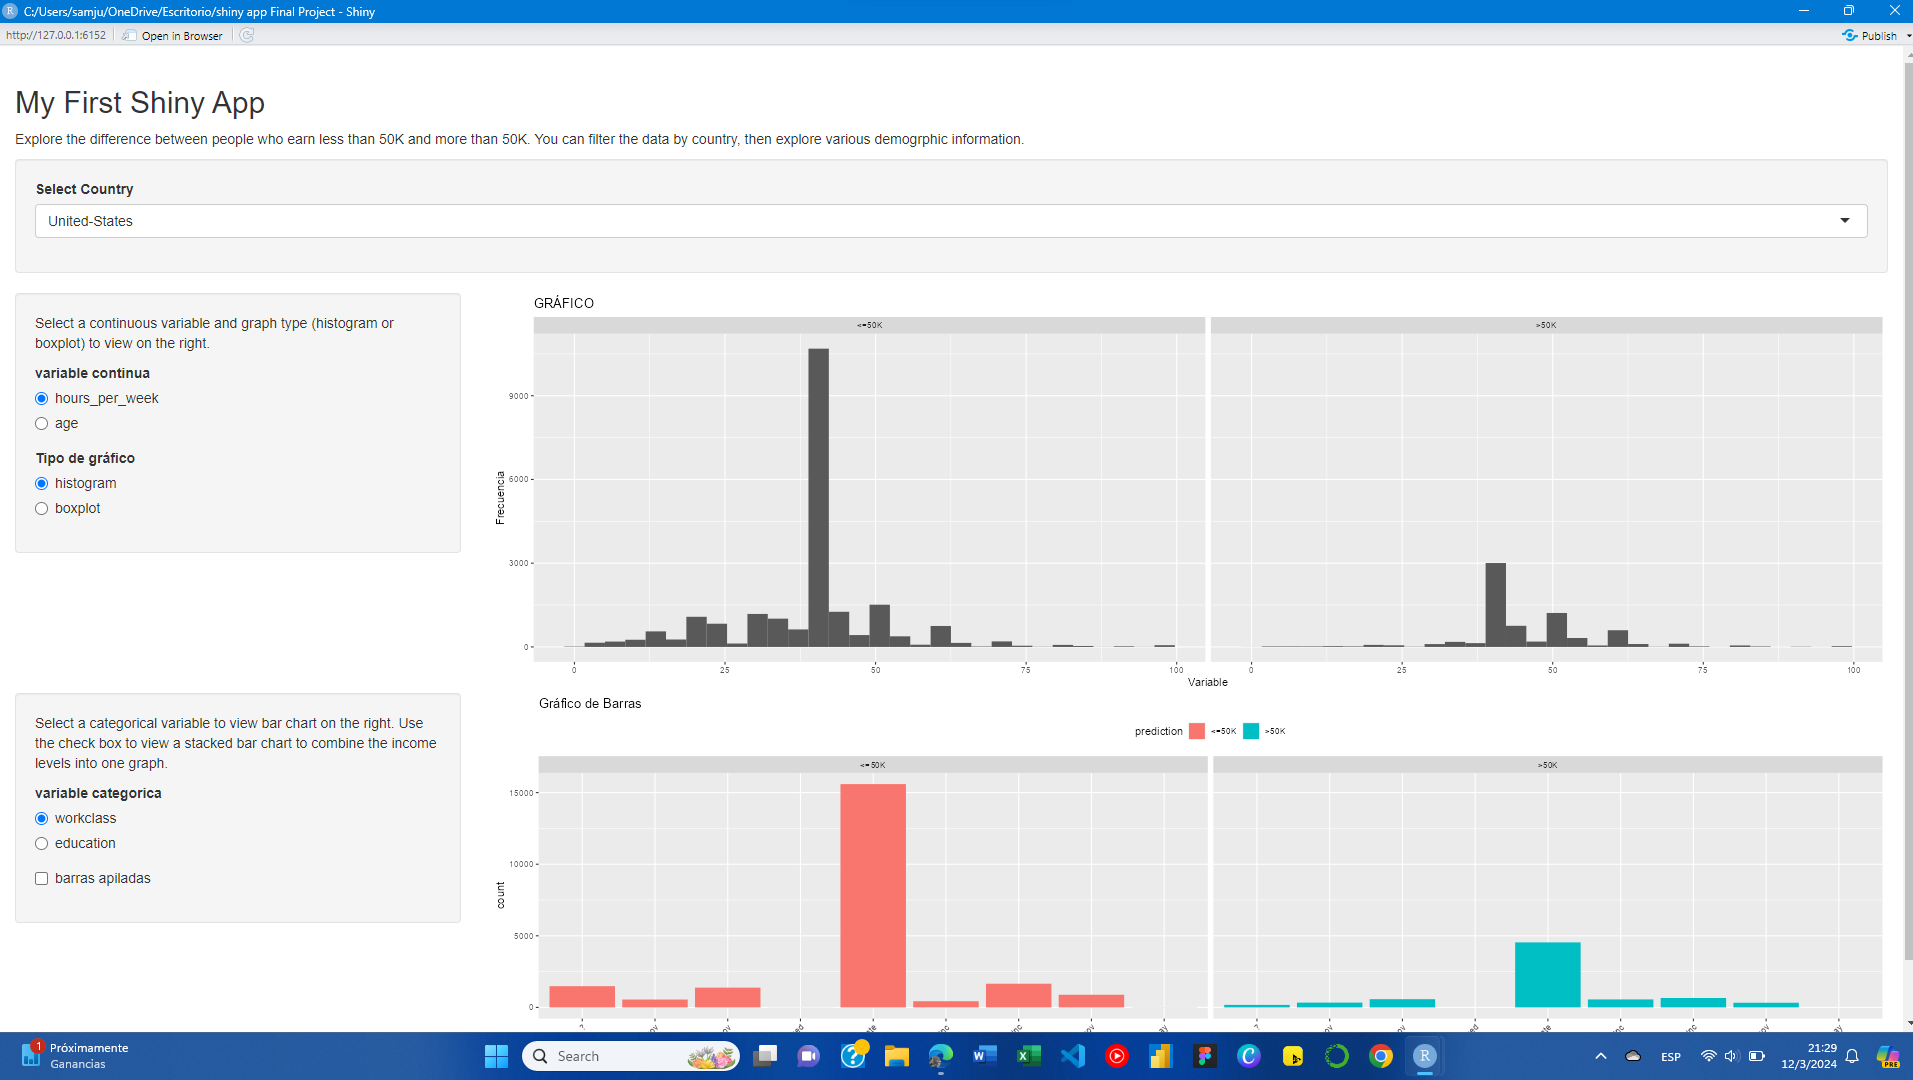 C:/Users/samju/OneDrive/Escritorio/shiny app Final Project - Shiny
http://127.0.0.1:6152
Open in Browser
Publish
My First Shiny App
Explore the difference between people who earn less than 50K and more than 50K. You can filter the data by country, then explore various demogrphic information.
Select Country
United-States
Select a continuous variable and graph type (histogram or
boxplot) to view on the right.
variable continua
hours_per_week
age
Tipo de gráfico
histogram
boxplot
GRÁFICO
<=50K
>50K
Frecuencia
9000
6000
3000
0
0
25
50
75
100
0
25
50
75
100
Variable
Select a categorical variable to view bar chart on the right. Use
the check box to view a stacked bar chart to combine the income
levels into one graph.
variable categorica
workclass
education
barras apiladas
Gráfico de Barras
prediction
<=50K
>50K
<=50K
>50K
count
15000
10000
5000
0
1
Próximamente
Ganancias
Search
ESP
21:29
12/3/2024
PRE